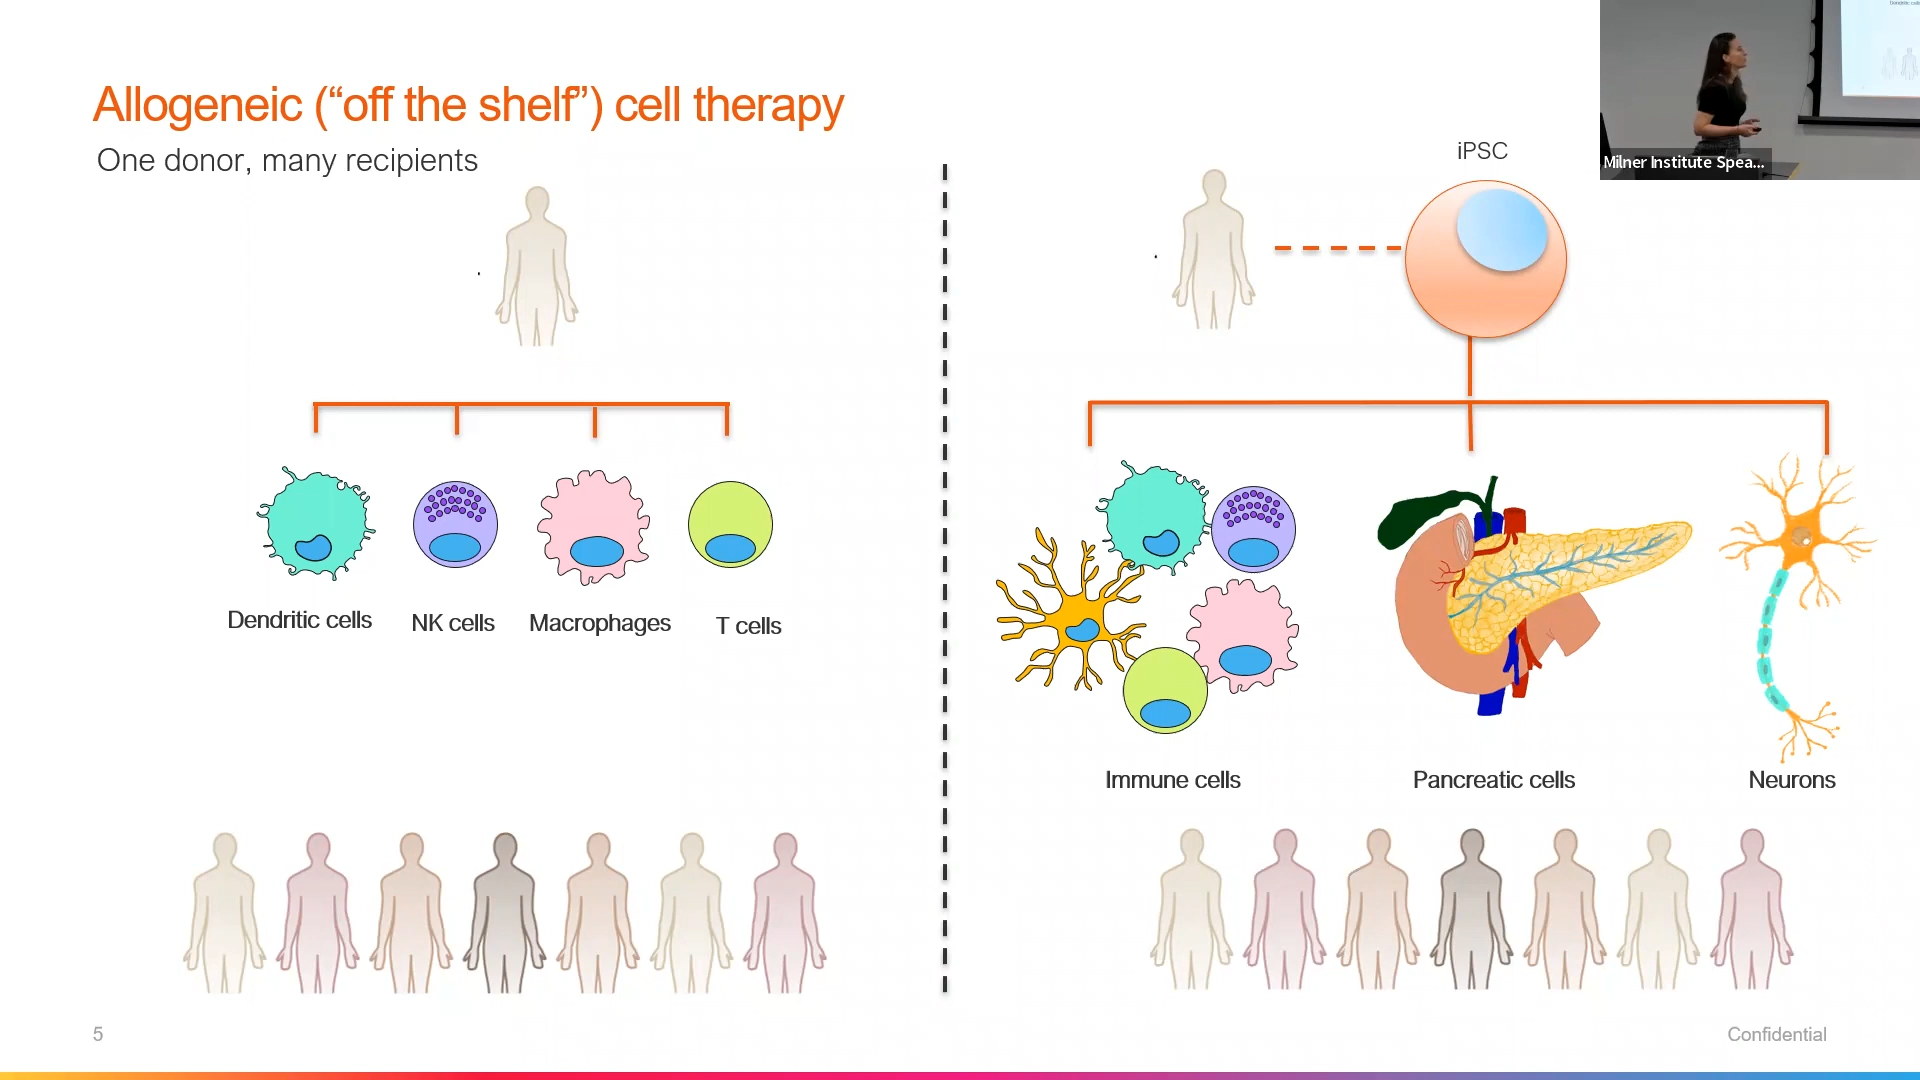 Allogeneic (“off the shelf”) cell therapy
One donor, many recipients
iPSC
Milner Institute Spea...
Dendritic cells
NK cells
Macrophages
T cells
Immune cells
Pancreatic cells
Neurons
5
Confidential